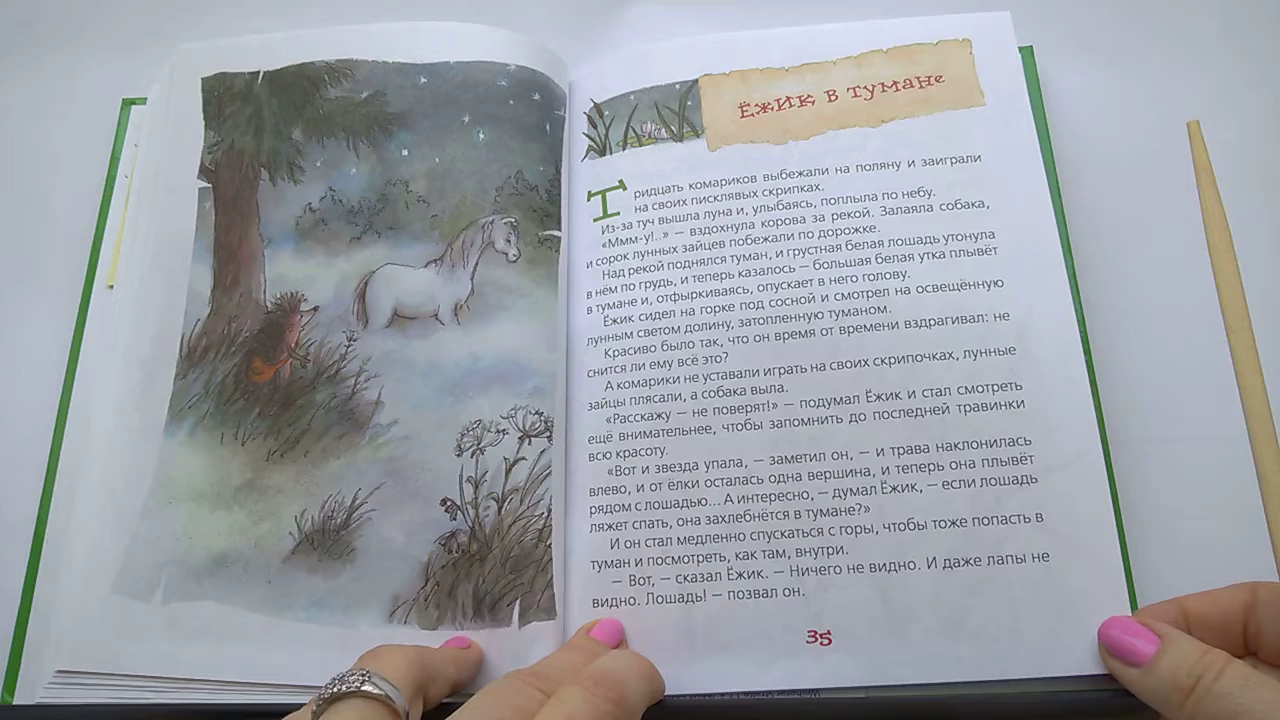 Ёжик в тумане
Тридцать комариков выбежали на поляну и заиграли
на своих писклявых скрипках.
Из-за туч вышла луна и, улыбаясь, поплыла по небу.
«Ммм-у!..» — вздохнула корова за рекой. Залаяла собака,
и сорок лунных зайцев побежали по дорожке.
Над рекой поднялся туман, и грустная белая лошадь утонула
в нём по грудь, и теперь казалось — большая белая утка плывёт
в тумане и, отфыркиваясь, опускает в него голову.
Ёжик сидел на горке под сосной и смотрел на освещённую
лунным светом долину, затопленную туманом.
Красиво было так, что он время от времени вздрагивал: не
снится ли ему всё это?
А комарики не уставали играть на своих скрипочках, лунные
зайцы плясали, а собака выла.
«Расскажу — не поверят!» — подумал Ёжик и стал смотреть
ещё внимательнее, чтобы запомнить до последней травинки
всю красоту.
«Вот и звезда упала, — заметил он, — и трава наклонилась
влево, и от ёлки осталась одна вершина, и теперь она плывёт
рядом с лошадью... А интересно, — думал Ёжик, — если лошадь
ляжет спать, она захлебнётся в тумане?»
И он стал медленно спускаться с горы, чтобы тоже попасть в
туман и посмотреть, как там, внутри.
— Вот, — сказал Ёжик. — Ничего не видно. И даже лапы не
видно. Лошадь! — позвал он.
35